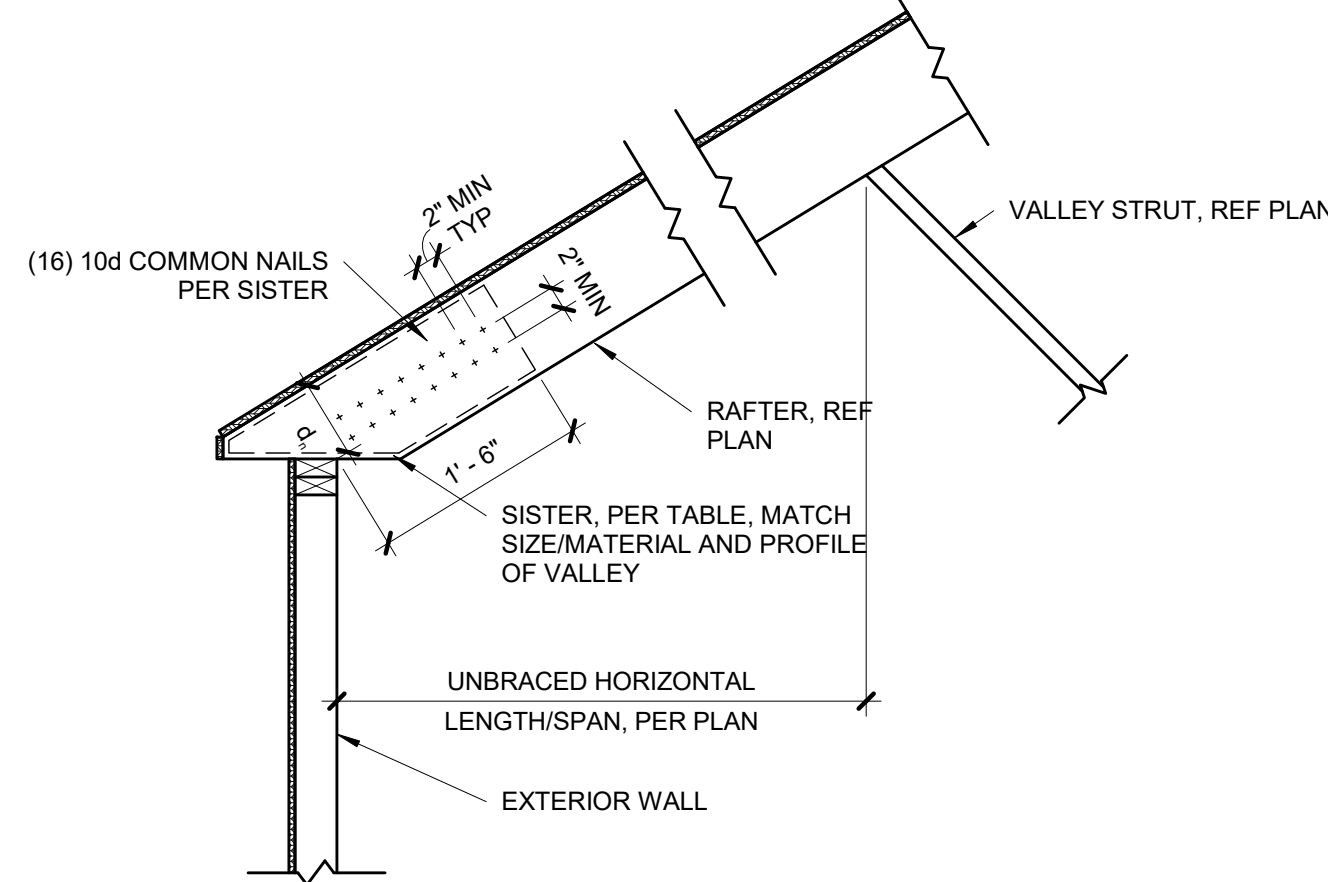 2" MIN
TYP
VALLEY STRUT, REF PLAN
(16) 10d COMMON NAILS
PER SISTER
2" MIN
RAFTER, REF
PLAN
dn
1' - 6"
SISTER, PER TABLE, MATCH
SIZE/MATERIAL AND PROFILE
OF VALLEY
UNBRACED HORIZONTAL
LENGTH/SPAN, PER PLAN
EXTERIOR WALL